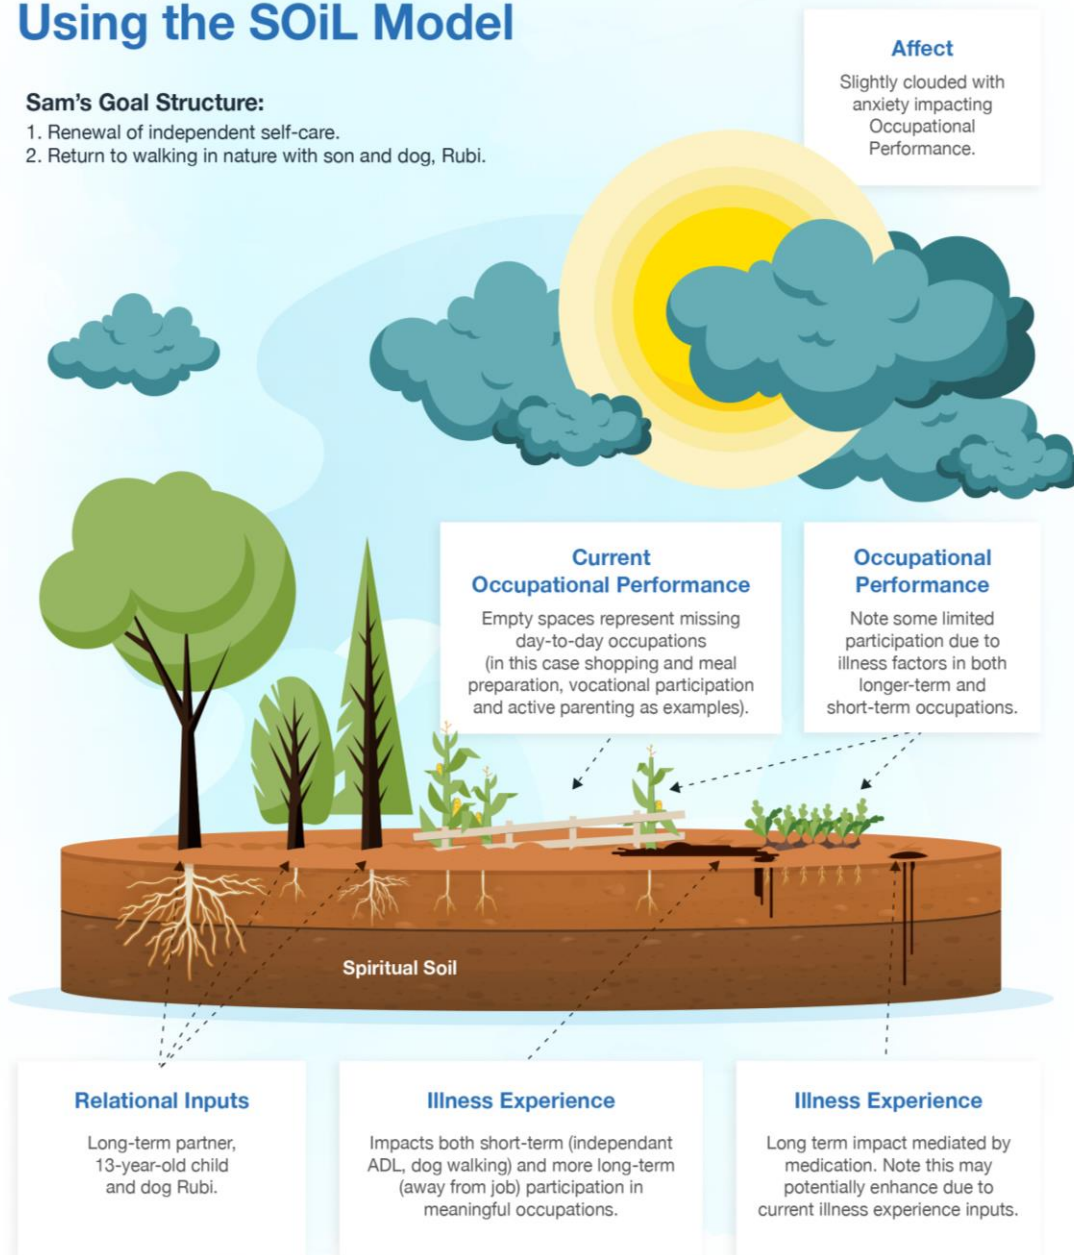 Using the SOiL Model
Sam's Goal Structure:
1. Renewal of independent self-care.
2. Return to walking in nature with son and dog, Rubi.
Affect
Slightly clouded with
anxiety impacting
Occupational
Performance.
Current
Occupational Performance
Empty spaces represent missing
day-to-day occupations
(in this case shopping and meal
preparation, vocational participation
and active parenting as examples).
Occupational
Performance
Note some limited
participation due to
illness factors in both
longer-term and
short-term occupations.
Spiritual Soil
Relational Inputs
Long-term partner,
13-year-old child
and dog Rubi.
Illness Experience
Impacts both short-term (independant
ADL, dog walking) and more long-term
(away from job) participation in
meaningful occupations.
Illness Experience
Long term impact mediated by
medication. Note this may
potentially enhance due to
current illness experience inputs.